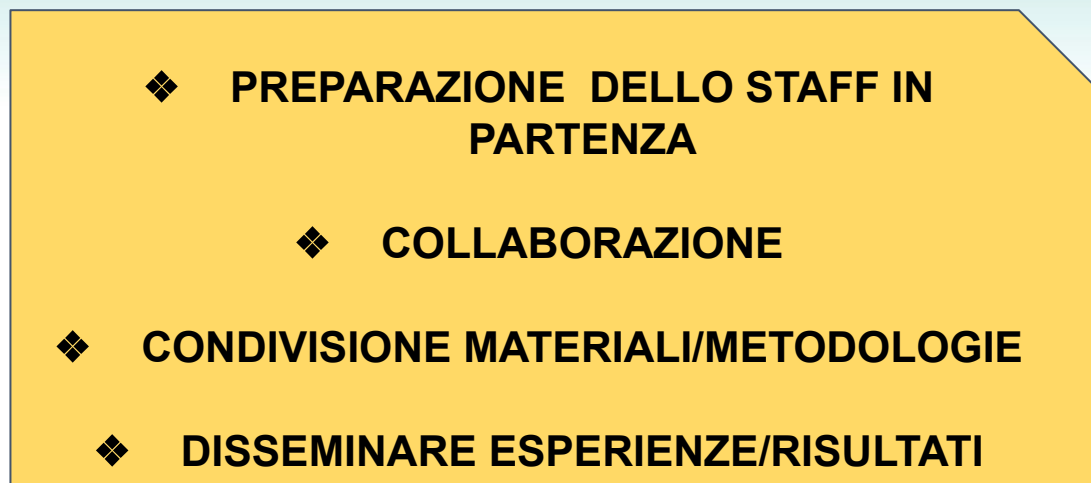 ❖ PREPARAZIONE DELLO STAFF IN
PARTENZA
❖ COLLABORAZIONE
❖ CONDIVISIONE MATERIALI/METODOLOGIE
❖ DISSEMINARE ESPERIENZE/RISULTATI